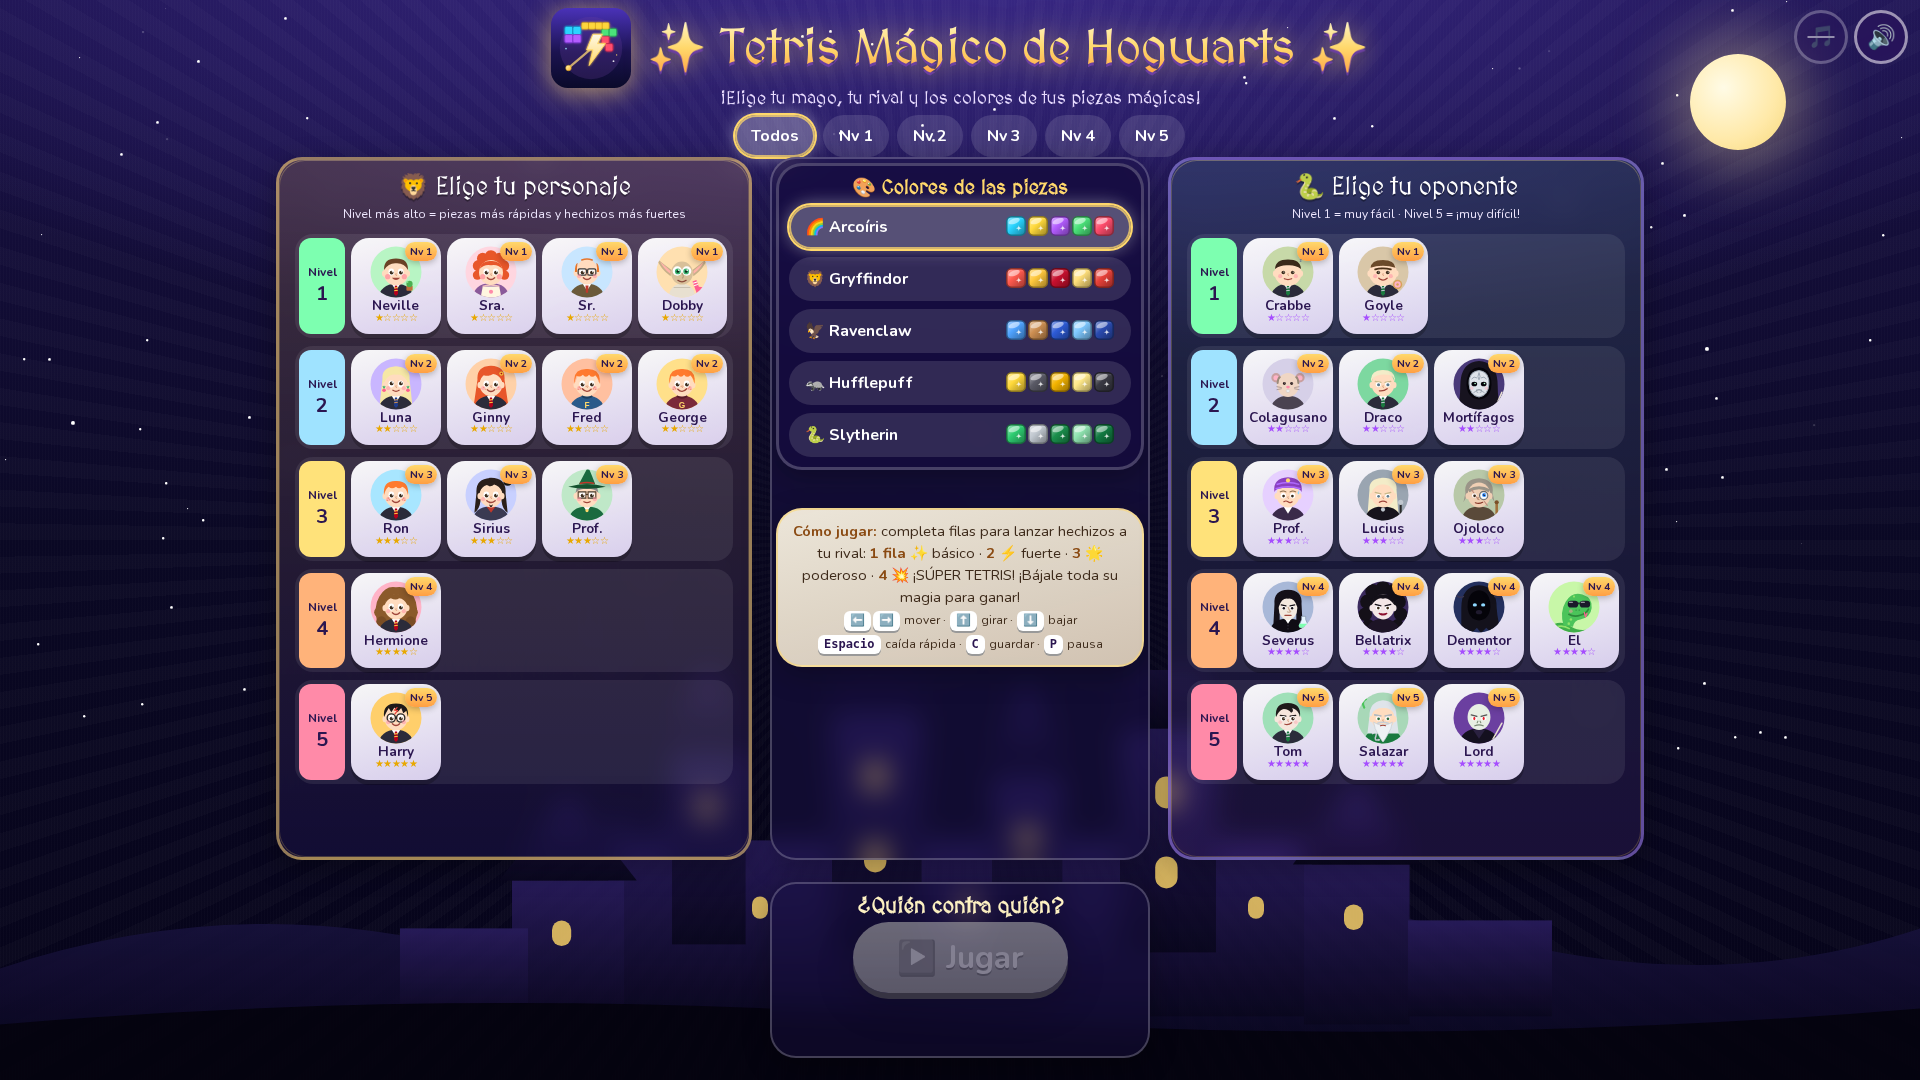 ✨ Tetris Mágico de Hogwarts ✨
¡Elige tu mago, tu rival y los colores de tus piezas mágicas!
Todos
Nv 1
Nv 2
Nv 3
Nv 4
Nv 5
🦁 Elige tu personaje
Nivel más alto = piezas más rápidas y hechizos más fuertes
Nivel
1
Nv 1
Neville
★☆☆☆☆
Nv 1
Sra.
★☆☆☆☆
Nv 1
Sr.
★☆☆☆☆
Nv 1
Dobby
★☆☆☆☆
Nivel
2
Nv 2
Luna
★★☆☆☆
Nv 2
Ginny
★★☆☆☆
Nv 2
F
Fred
★★☆☆☆
Nv 2
G
George
★★☆☆☆
Nivel
3
Nv 3
Ron
★★★☆☆
Nv 3
Sirius
★★★☆☆
Nv 3
Prof.
★★★☆☆
Nivel
4
Nv 4
Hermione
★★★★☆
Nivel
5
Nv 5
Harry
★★★★★
🎨 Colores de las piezas
🌈 Arcoíris
🦁 Gryffindor
🦅 Ravenclaw
🦡 Hufflepuff
🐍 Slytherin
Cómo jugar: completa filas para lanzar hechizos a
tu rival: 1 fila ✨ básico · 2 ⚡ fuerte · 3 🌟
poderoso · 4 💥 ¡SÚPER TETRIS! ¡Bájale toda su
magia para ganar!
⬅️ ➡️ mover · ⬆️ girar · ⬇️ bajar
Espacio caída rápida · C guardar · P pausa
🐍 Elige tu oponente
Nivel 1 = muy fácil · Nivel 5 = ¡muy difícil!
Nivel
1
Nv 1
Crabbe
★☆☆☆☆
Nv 1
Goyle
★☆☆☆☆
Nivel
2
Nv 2
Colagusano
★★☆☆☆
Nv 2
Draco
★★☆☆☆
Nv 2
Mortífagos
★★☆☆☆
Nivel
3
Nv 3
Prof.
★★★☆☆
Nv 3
Lucius
★★★☆☆
Nv 3
Ojoloco
★★★☆☆
Nivel
4
Nv 4
Severus
★★★★☆
Nv 4
Bellatrix
★★★★☆
Nv 4
Dementor
★★★★☆
Nv 4
El
★★★★☆
Nivel
5
Nv 5
Tom
★★★★★
Nv 5
Salazar
★★★★★
Nv 5
Lord
★★★★★
¿Quién contra quién?
▶️ Jugar